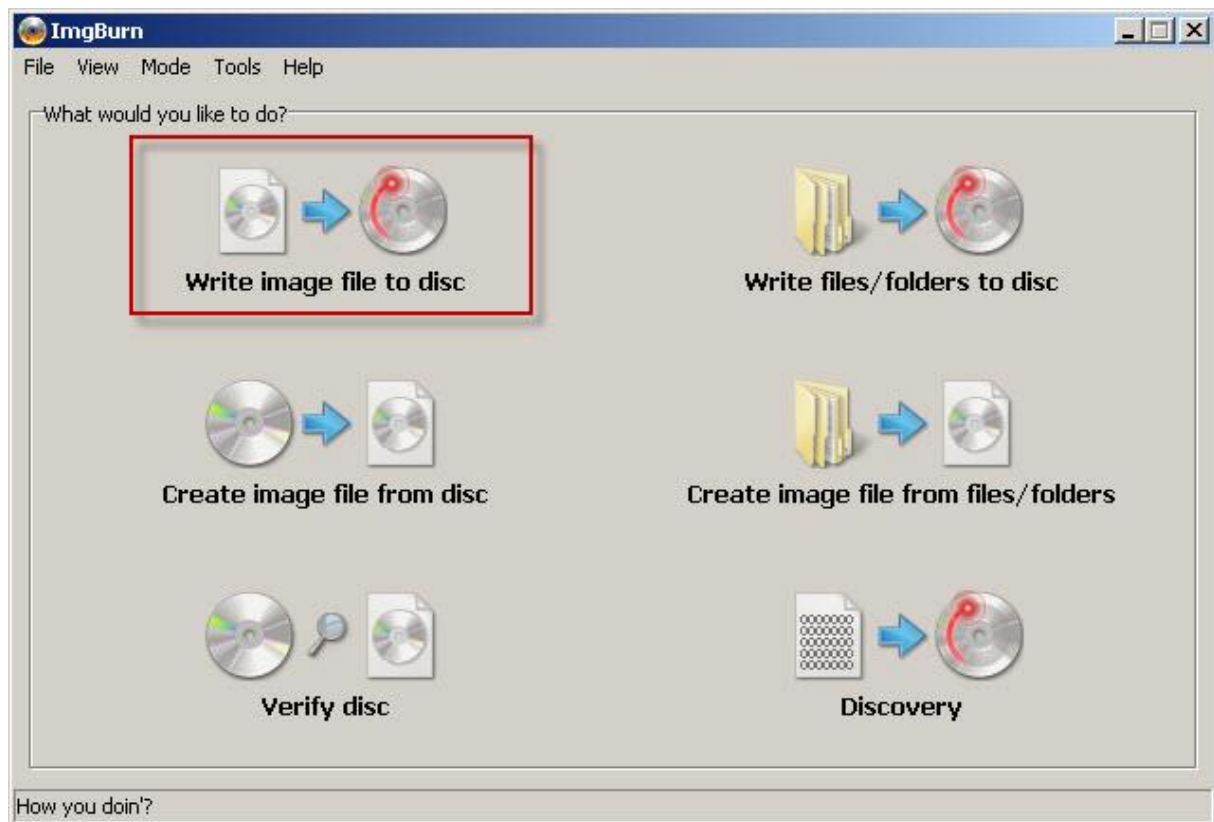 ImgBurn
File View Mode Tools Help
What would you like to do?
Write image file to disc
Write files/folders to disc
Create image file from disc
Create image file from files/folders
Verify disc
Discovery
How you doin'?